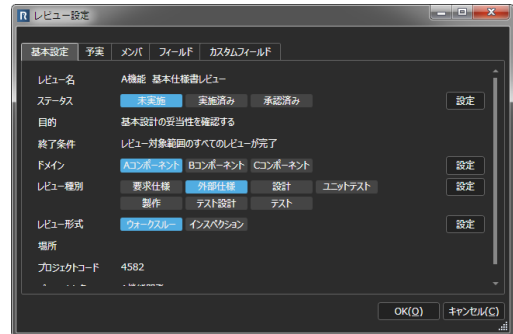 レビュー設定
基本設定 予実 メンバ フィールド カスタムフィールド
レビュー名 A機能 基本仕様書レビュー
ステータス 未実施 実施済み 承認済み 設定
目的 基本設計の妥当性を確認する
終了条件 レビュー対象範囲のすべてのレビューが完了
ドメイン Aコンポーネント Bコンポーネント Cコンポーネント 設定
レビュー種別 要求仕様 外部仕様 設計 ユニットテスト 設定
製作 テスト設計 テスト
レビュー形式 ウォークスルー インスペクション 設定
場所
プロジェクトコード 4582
OK(O) キャンセル(C)